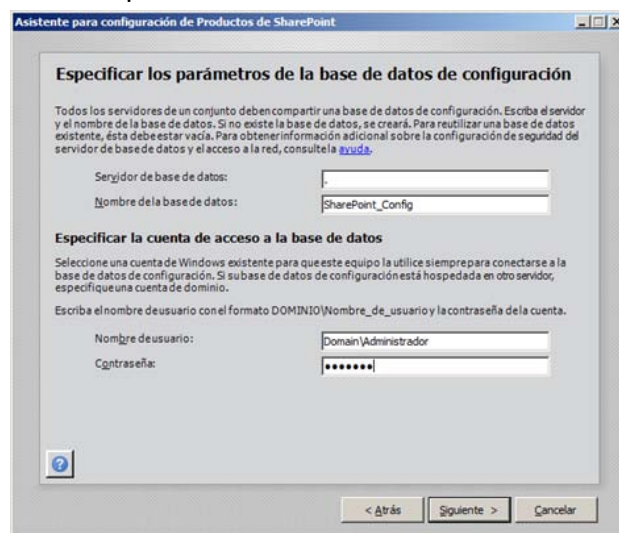 Asistente para configuración de Productos de SharePoint
Especificar los parámetros de la base de datos de configuración
Todos los servidores de un conjunto deben compartir una base de datos de configuración. Escriba el servidor
y el nombre de la base de datos. Si no existe la base de datos, se creará. Para reutilizar una base de datos
existente, ésta debe estar vacía. Para obtener información adicional sobre la configuración de seguridad del
servidor de base de datos y el acceso a la red, consulte la ayuda.
Servidor de base de datos: .
Nombre de la base de datos: SharePoint_Config
Especificar la cuenta de acceso a la base de datos
Seleccione una cuenta de Windows existente para que este equipo la utilice siempre para conectarse a la
base de datos de configuración. Si su base de datos de configuración está hospedada en otro servidor,
especifique una cuenta de dominio.
Escriba el nombre de usuario con el formato DOMINIO\Nombre_de_usuario y la contraseña de la cuenta.
Nombre de usuario: Domain\Administrador
Contraseña: •••••••
< Atrás Siguiente > Cancelar